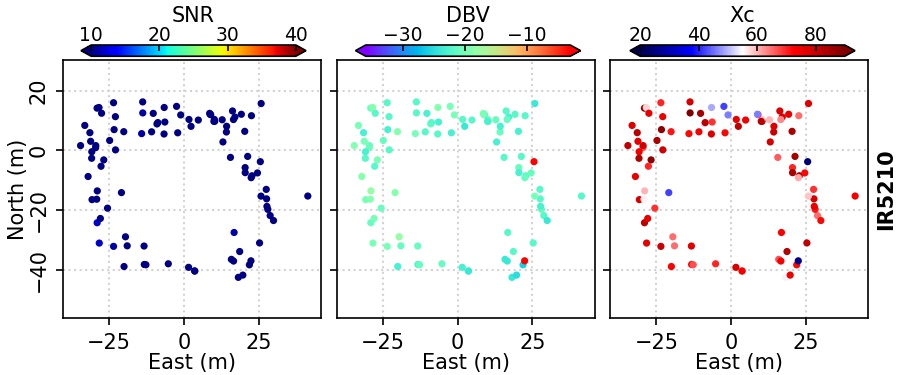 SNR DBV Xc
10 20 30 40 −30 −20 −10 20 40 60 80
20
0
−20
−40
North (m)
−25 0 25 −25 0 25 −25 0 25
East (m) East (m) East (m)
IR5210